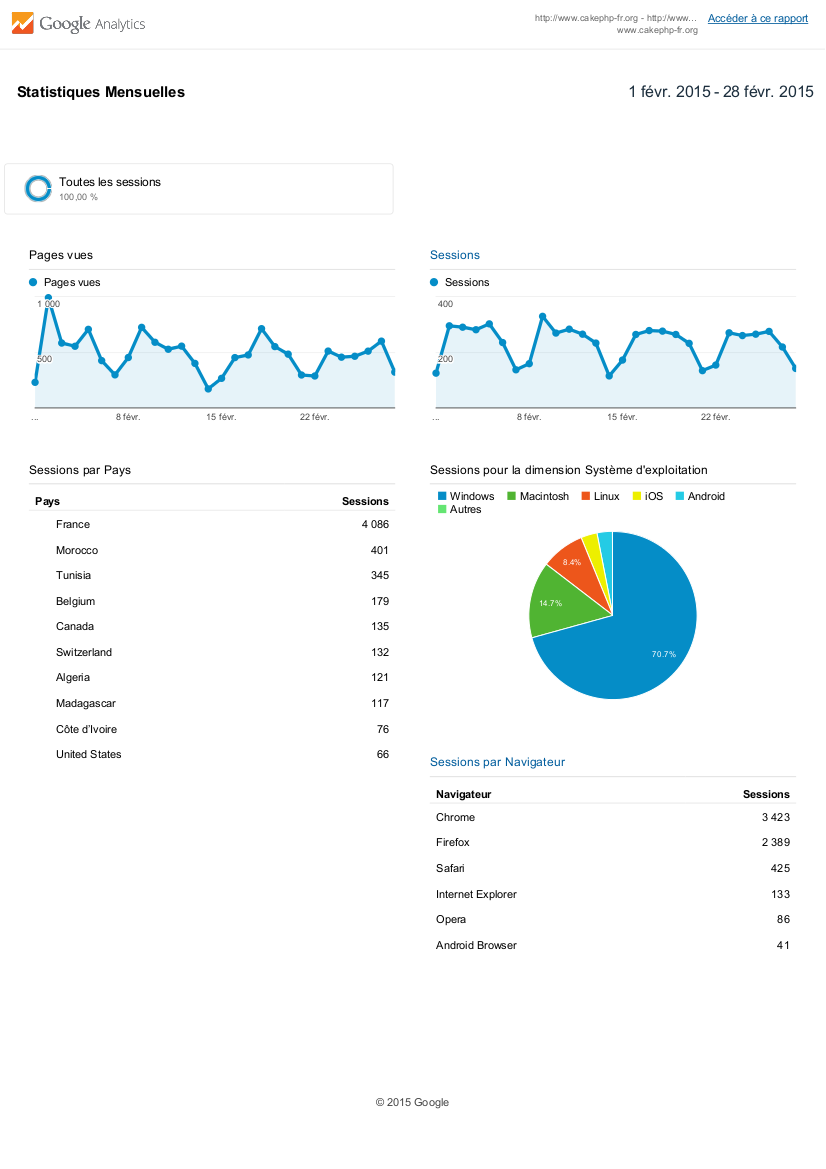 Google Analytics
http://www.cakephp-fr.org - http://www...
www.cakephp-fr.org
Accéder à ce rapport
Statistiques Mensuelles
1 févr. 2015 - 28 févr. 2015
Toutes les sessions
100,00 %
Pages vues
Pages vues
1 000
500
...
8 févr.
15 févr.
22 févr.
Sessions
Sessions
400
200
...
8 févr.
15 févr.
22 févr.
Sessions par Pays
Pays Sessions
France 4 086
Morocco 401
Tunisia 345
Belgium 179
Canada 135
Switzerland 132
Algeria 121
Madagascar 117
Côte d'Ivoire 76
United States 66
Sessions pour la dimension Système d'exploitation
Windows Macintosh Linux iOS Android
Autres
8.4%
14.7%
70.7%
Sessions par Navigateur
Navigateur Sessions
Chrome 3 423
Firefox 2 389
Safari 425
Internet Explorer 133
Opera 86
Android Browser 41
© 2015 Google